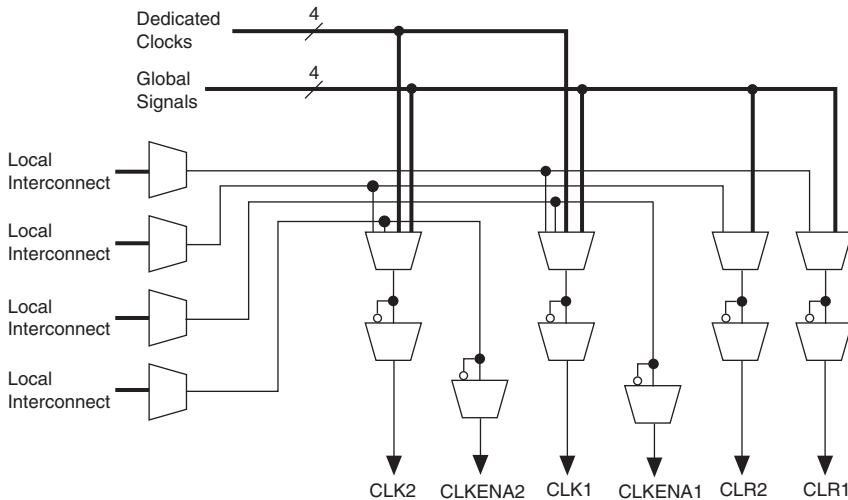 Dedicated
Clocks
4
Global
Signals
4
Local
Interconnect
Local
Interconnect
Local
Interconnect
Local
Interconnect
CLK2
CLKENA2
CLK1
CLKENA1
CLR2
CLR1